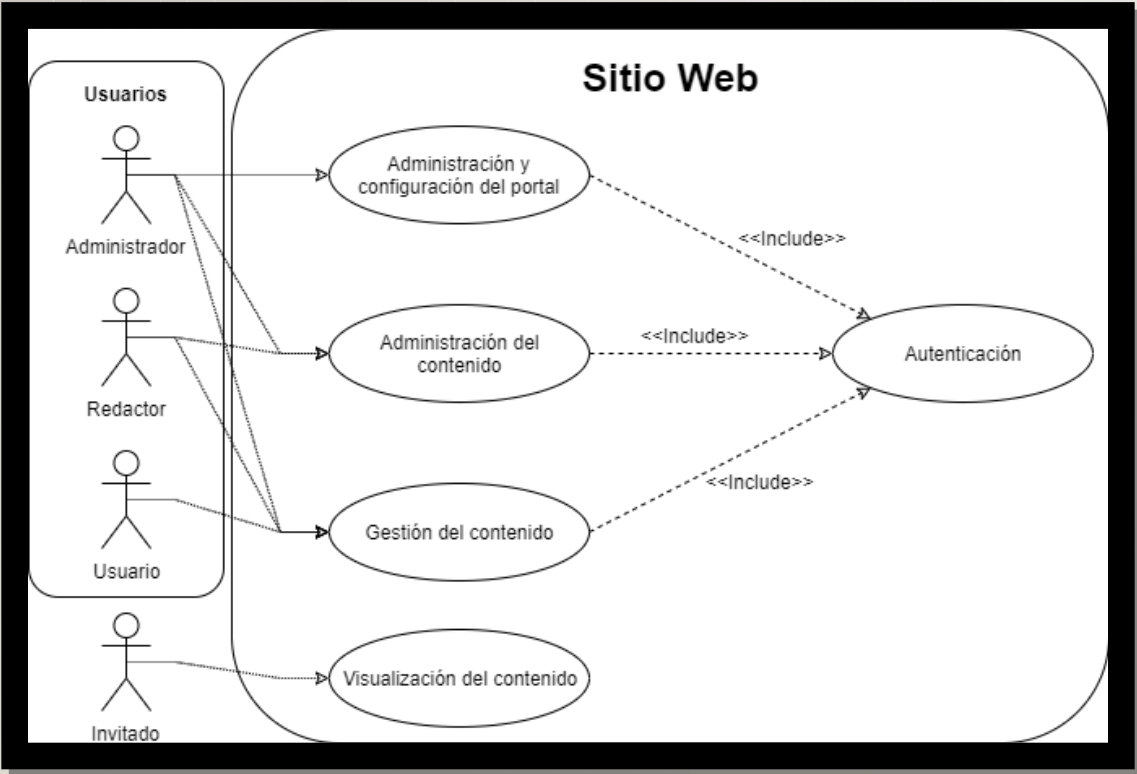 Sitio Web
Usuarios
Administrador
Redactor
Usuario
Invitado
Administración y
configuración del portal
Administración del
contenido
Gestión del contenido
Visualización del contenido
<<Include>>
<<Include>>
<<Include>>
Autenticación